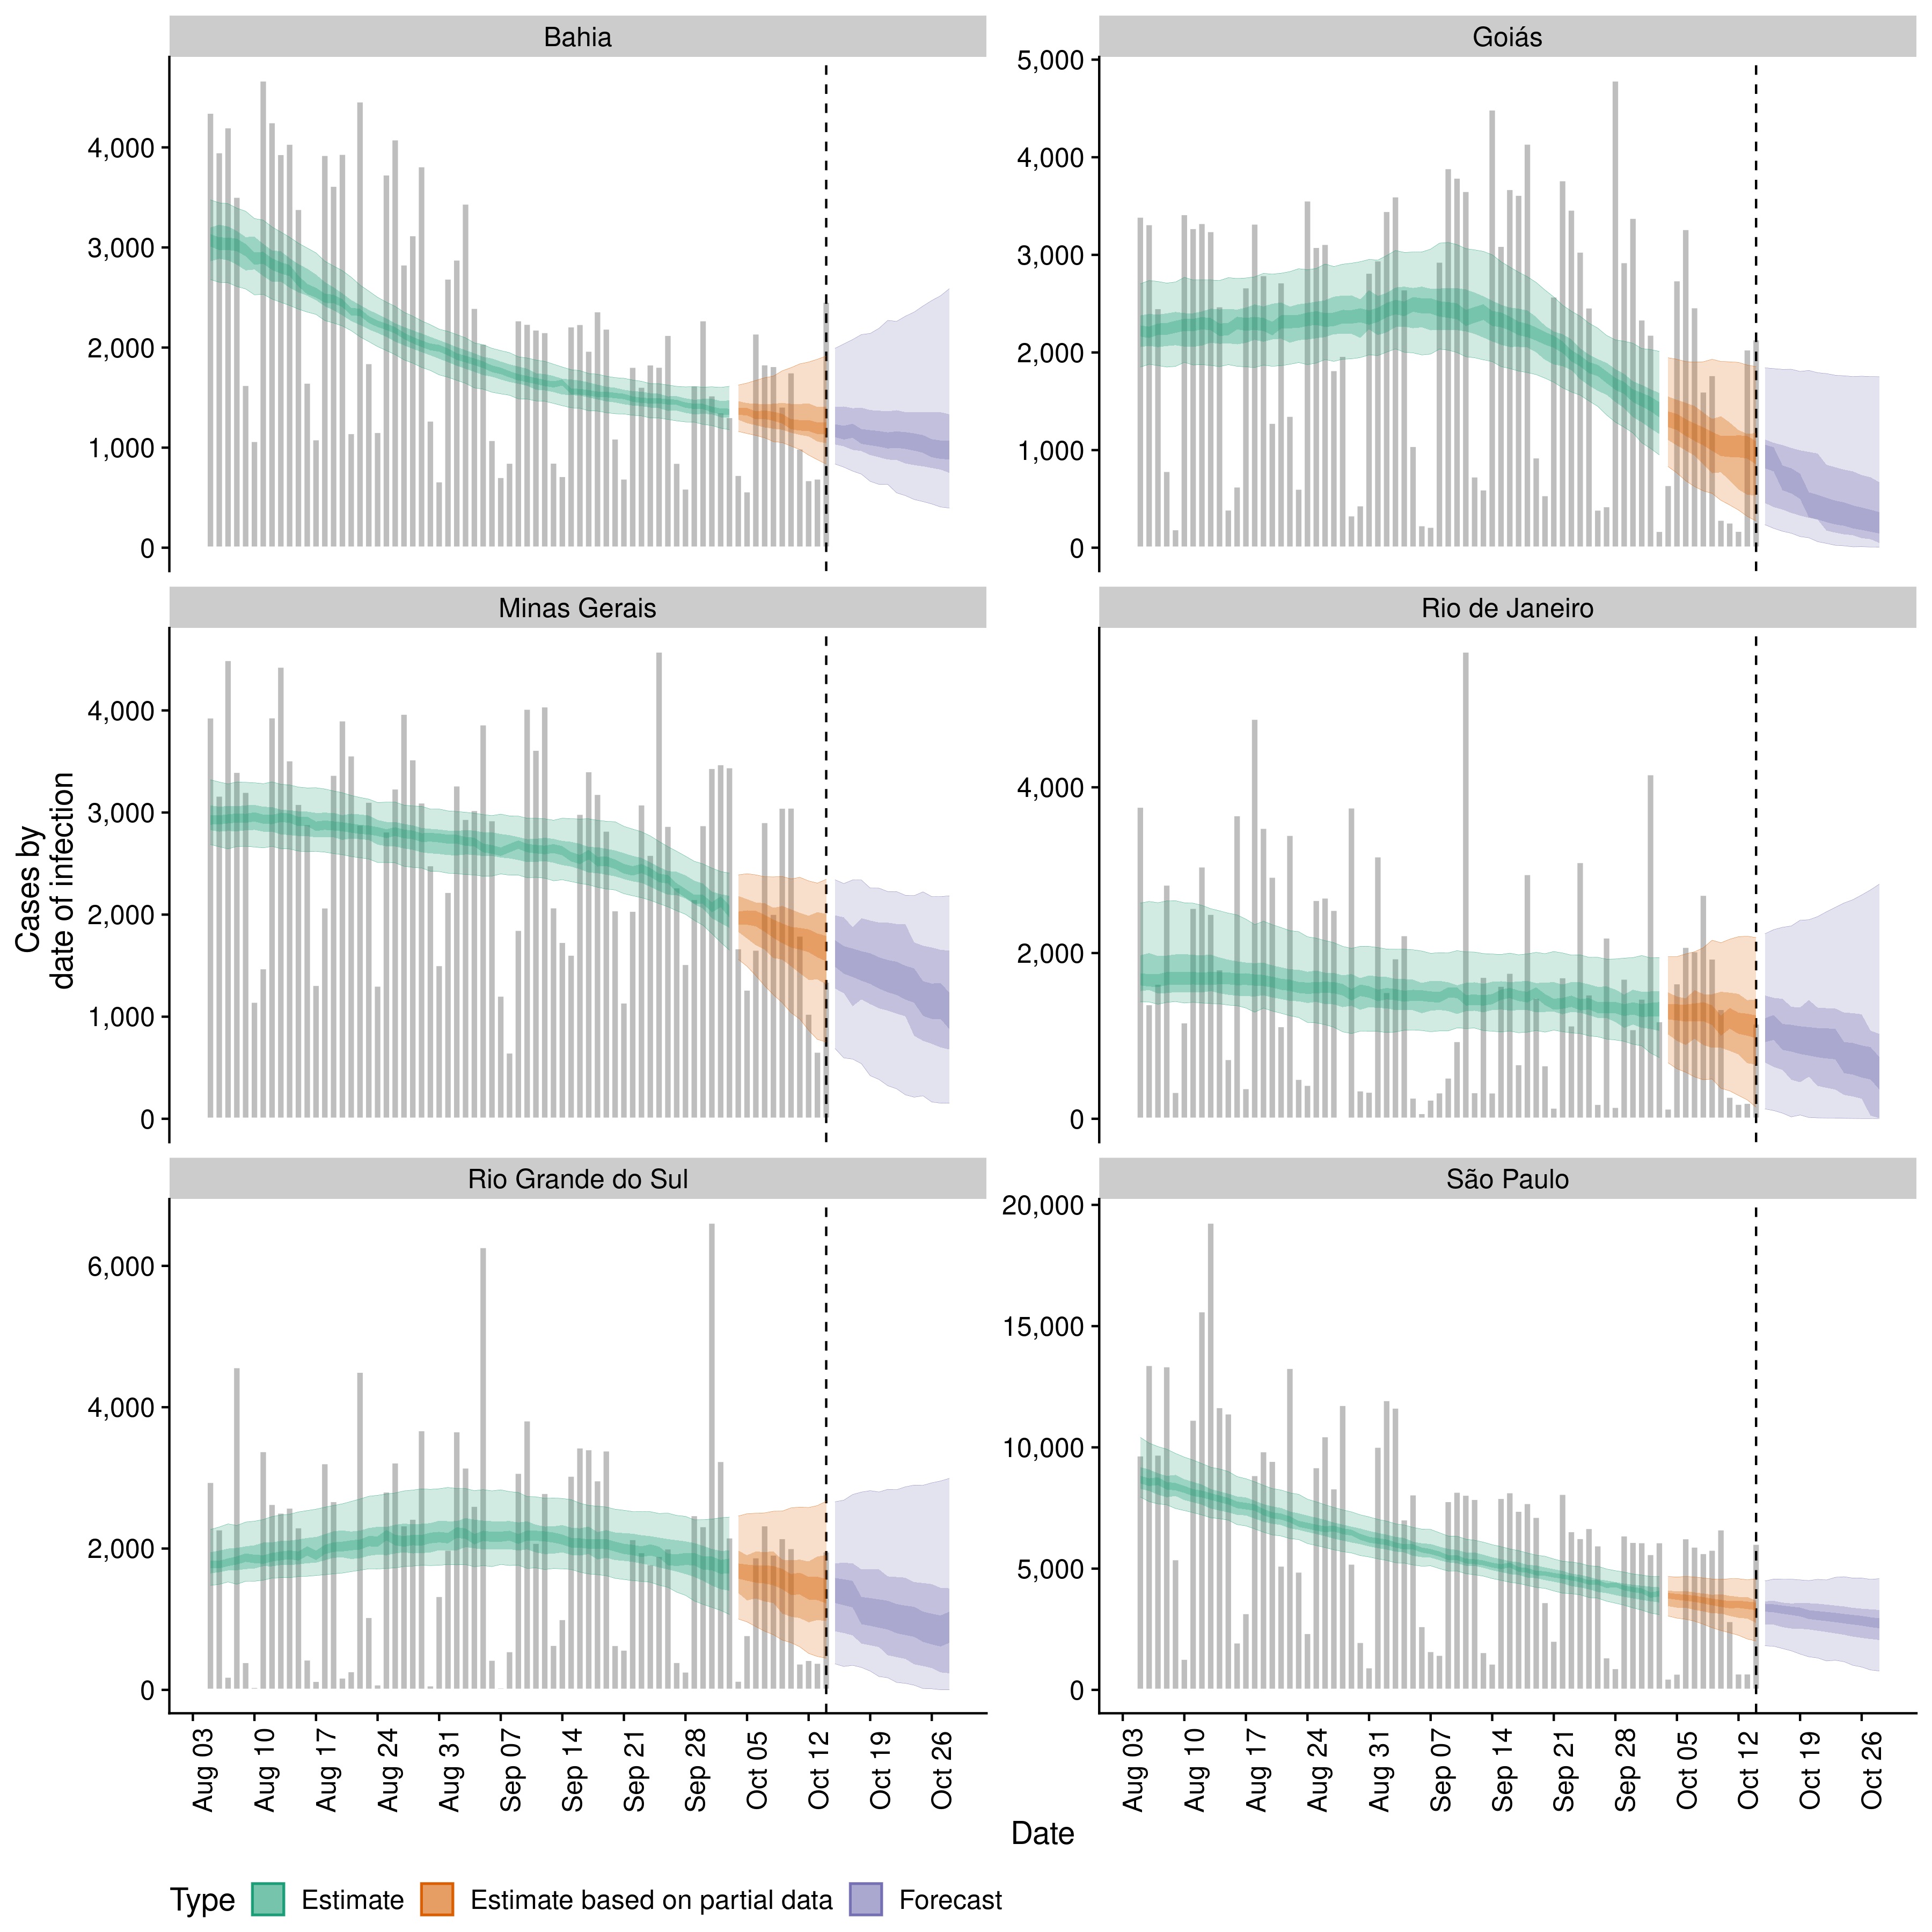 Bahia
Goiás
4,000
3,000
2,000
1,000
0
5,000
4,000
3,000
2,000
1,000
0
Minas Gerais
Rio de Janeiro
4,000
3,000
2,000
1,000
0
4,000
2,000
0
Cases by
date of infection
Rio Grande do Sul
São Paulo
6,000
4,000
2,000
0
20,000
15,000
10,000
5,000
0
Aug 03
Aug 10
Aug 17
Aug 24
Aug 31
Sep 07
Sep 14
Sep 21
Sep 28
Oct 05
Oct 12
Oct 19
Oct 26
Aug 03
Aug 10
Aug 17
Aug 24
Aug 31
Sep 07
Sep 14
Sep 21
Sep 28
Oct 05
Oct 12
Oct 19
Oct 26
Date
Type Estimate Estimate based on partial data Forecast